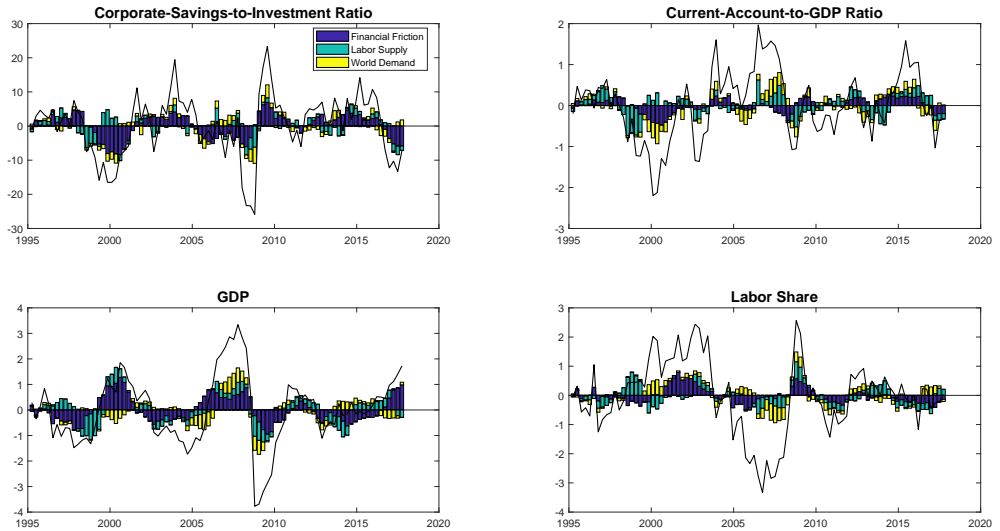 Corporate-Savings-to-Investment Ratio
30
20
10
0
-10
-20
-30
1995 2000 2005 2010 2015 2020
Financial Friction
Labor Supply
World Demand
Current-Account-to-GDP Ratio
2
1
0
-1
-2
-3
1995 2000 2005 2010 2015 2020
GDP
4
3
2
1
0
-1
-2
-3
-4
1995 2000 2005 2010 2015 2020
Labor Share
3
2
1
0
-1
-2
-3
-4
1995 2000 2005 2010 2015 2020